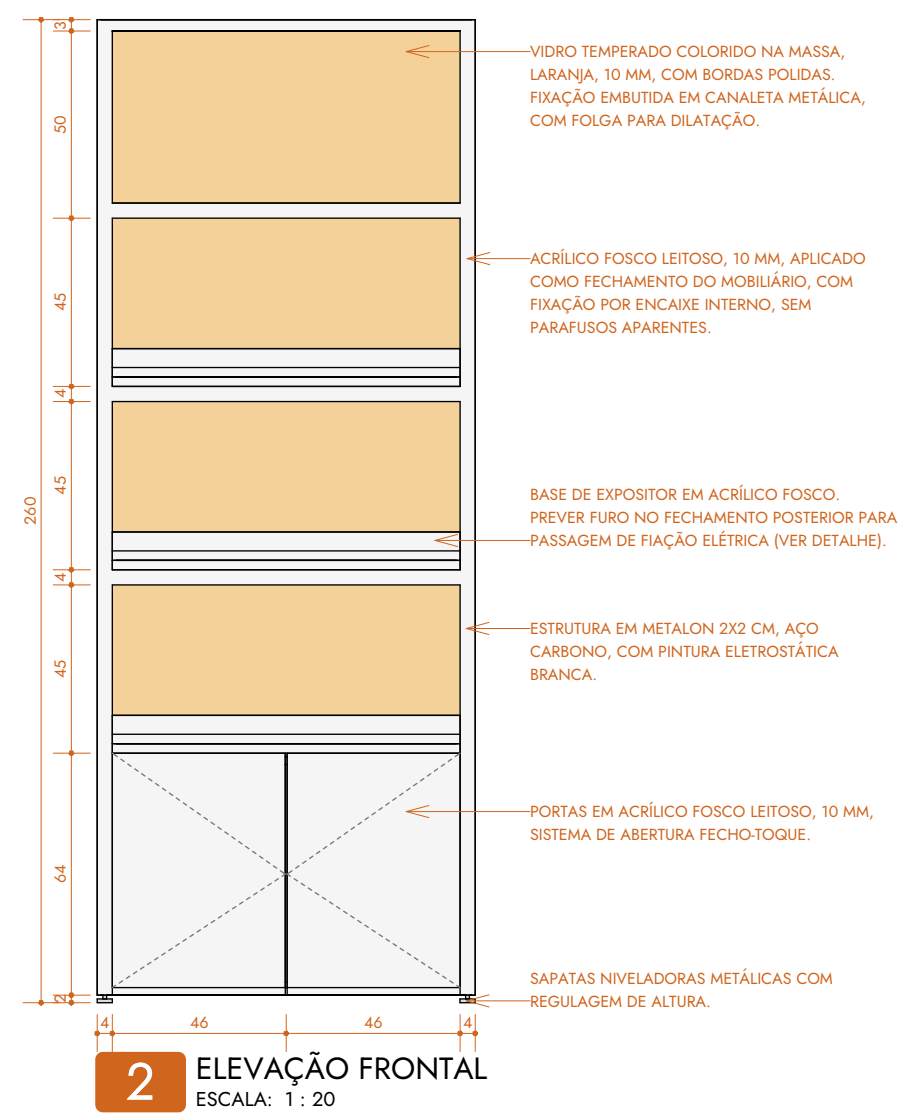 3
VIDRO TEMPERADO COLORIDO NA MASSA,
LARANJA, 10 MM, COM BORDAS POLIDAS.
FIXAÇÃO EMBUTIDA EM CANALETA METÁLICA,
COM FOLGA PARA DILATAÇÃO.
50
ACRÍLICO FOSCO LEITOSO, 10 MM, APLICADO
COMO FECHAMENTO DO MOBILIÁRIO, COM
FIXAÇÃO POR ENCAIXE INTERNO, SEM
PARAFUSOS APARENTES.
45
4
BASE DE EXPOSITOR EM ACRÍLICO FOSCO.
PREVER FURO NO FECHAMENTO POSTERIOR PARA
PASSAGEM DE FIAÇÃO ELÉTRICA (VER DETALHE).
45
260
4
ESTRUTURA EM METALON 2X2 CM, AÇO
CARBONO, COM PINTURA ELETROSTÁTICA
BRANCA.
45
PORTAS EM ACRÍLICO FOSCO LEITOSO, 10 MM,
SISTEMA DE ABERTURA FECHO-TOQUE.
64
SAPATAS NIVELADORAS METÁLICAS COM
REGULAGEM DE ALTURA.
2
4 46 46 4
2 ELEVAÇÃO FRONTAL
ESCALA: 1 : 20